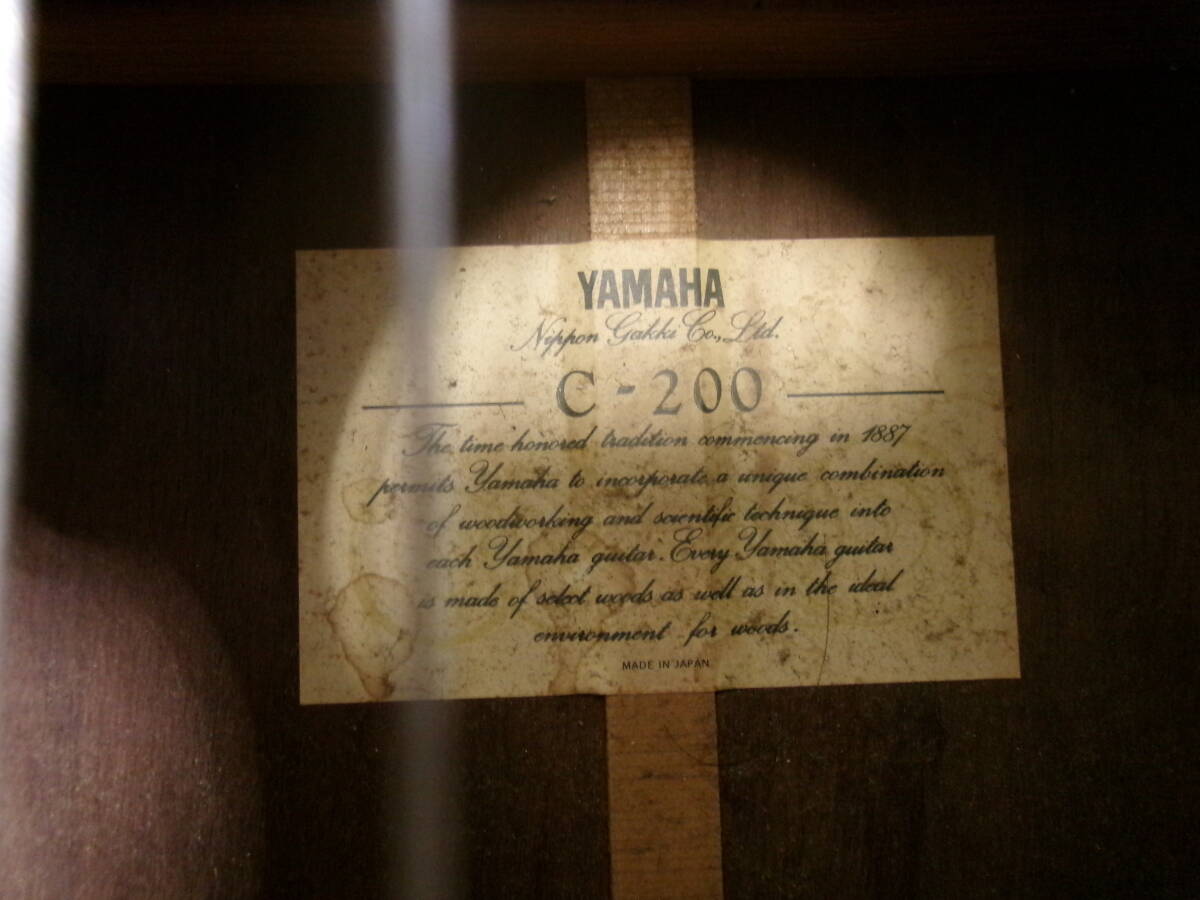 YAMAHA
Nippon Gakki Co., Ltd.
C - 200
The time honored tradition commencing in 1887
permits Yamaha to incorporate a unique combination
of woodworking and scientific technique into
each Yamaha guitar. Every Yamaha guitar
is made of select woods as well as in the ideal
environment for woods.
MADE IN JAPAN